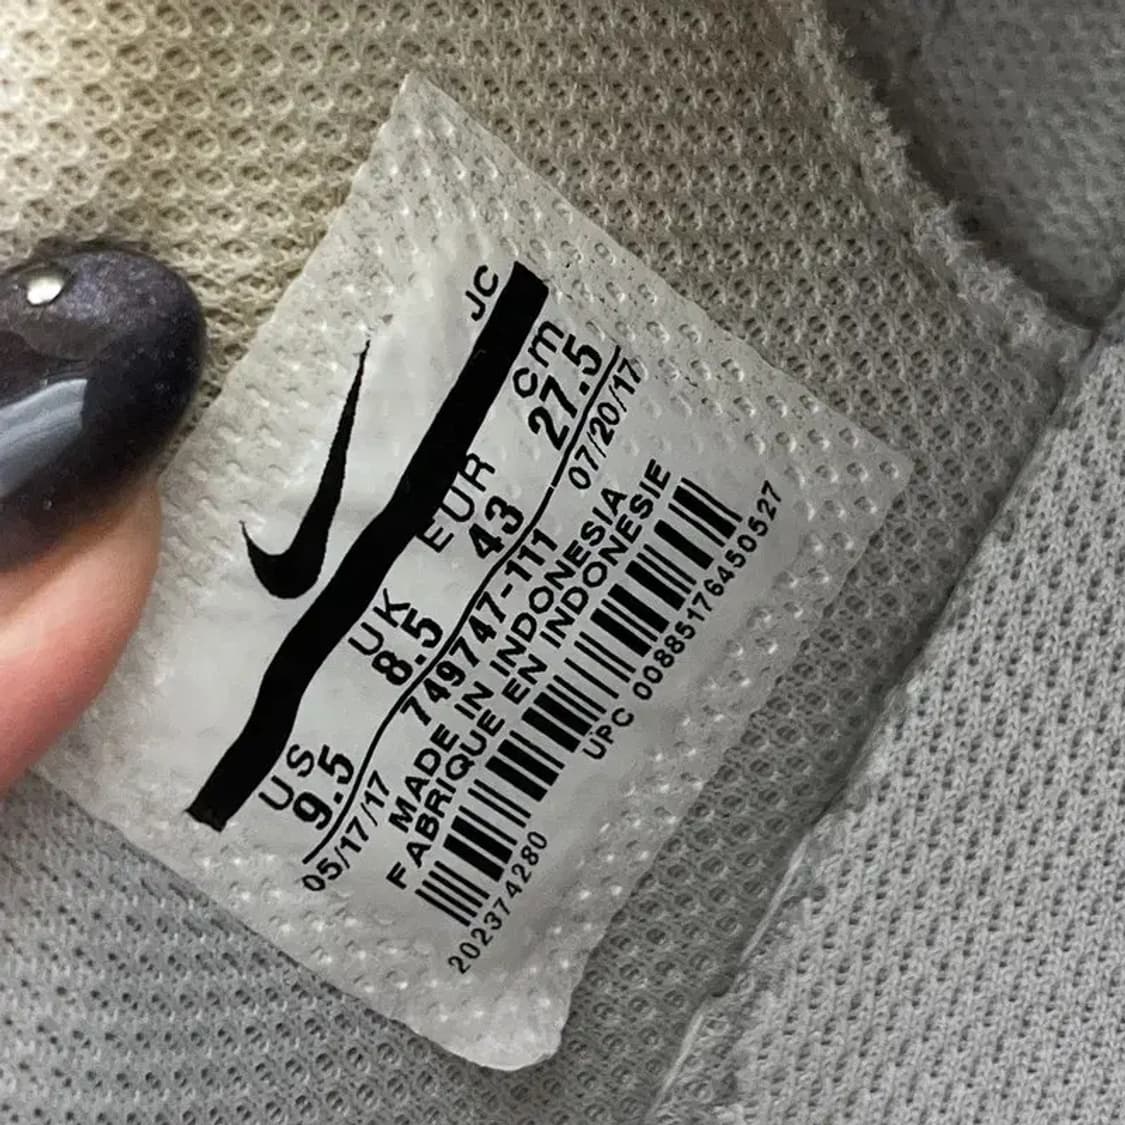 JC
US UK EUR cm
9.5 8.5 43 27.5
05/17/17 749747-111 07/20/17
MADE IN INDONESIA
FABRIQUE EN INDONESIE
202374280 UPC 00885176450527